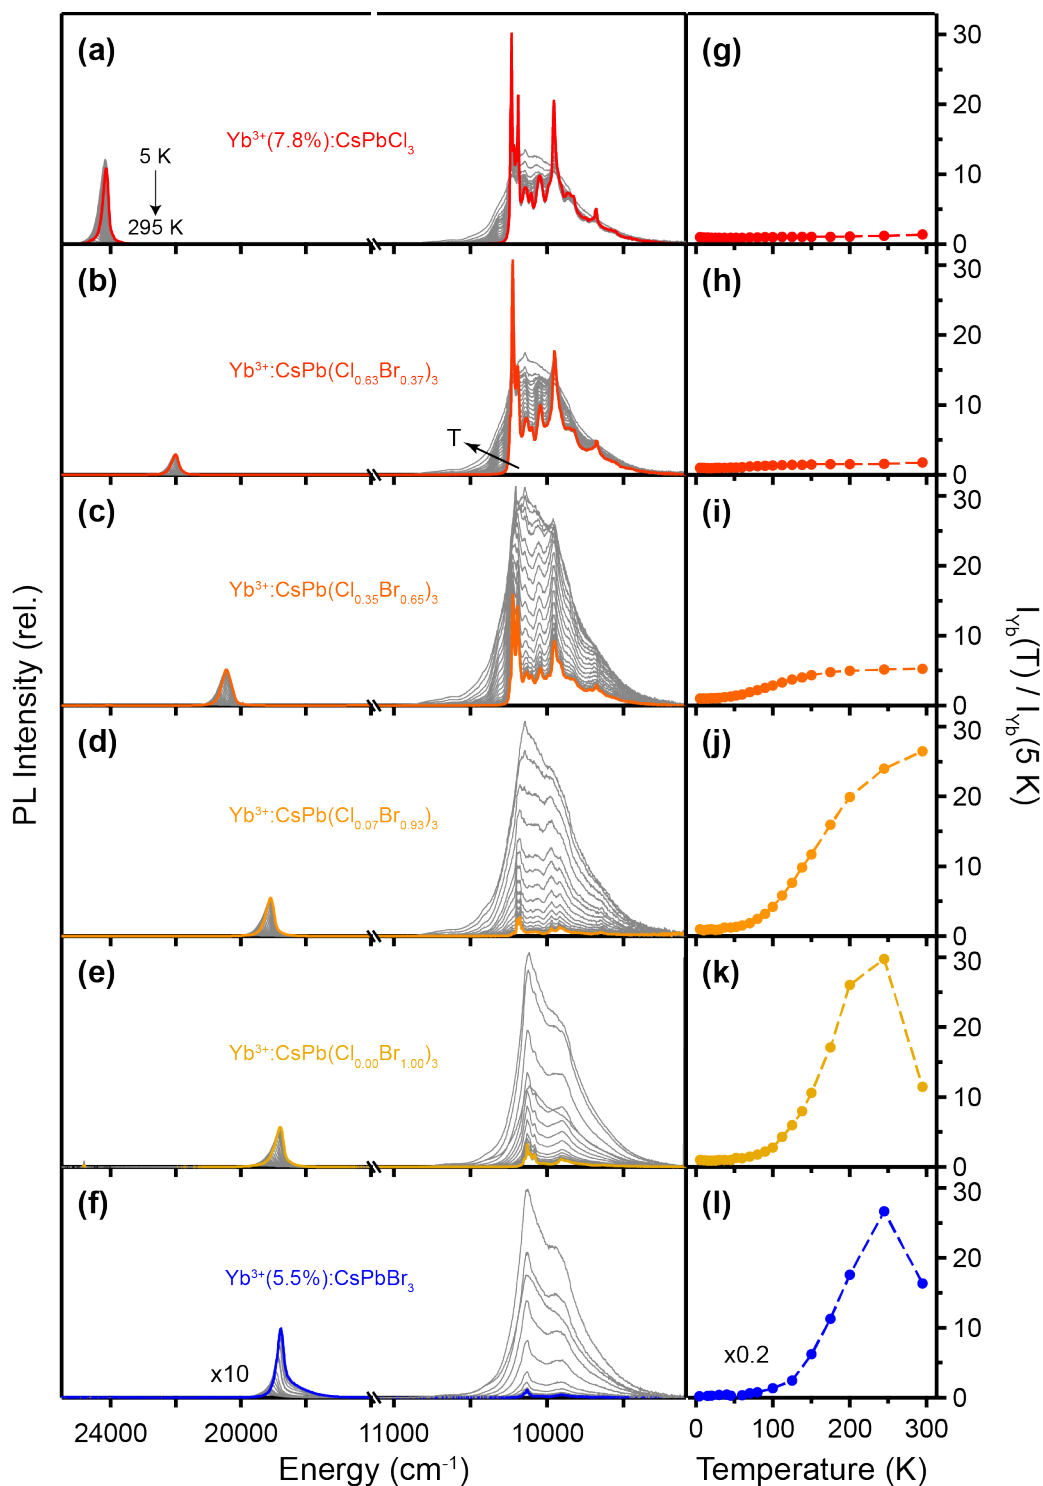 (a)
Yb³⁺(7.8%):CsPbCl₃
5 K
295 K
(g)
30
20
10
0
(b)
Yb³⁺:CsPb(Cl₀.₆₃Br₀.₃₇)₃
T
(h)
30
20
10
0
(c)
Yb³⁺:CsPb(Cl₀.₃₅Br₀.₆₅)₃
(i)
30
20
10
0
(d)
Yb³⁺:CsPb(Cl₀.₀₇Br₀.₉₃)₃
(j)
30
20
10
0
(e)
Yb³⁺:CsPb(Cl₀.₀₀Br₁.₀₀)₃
(k)
30
20
10
0
(f)
Yb³⁺(5.5%):CsPbBr₃
x10
(l)
x0.2
30
20
10
0
PL Intensity (rel.)
I_Yb(T) / I_Yb(5 K)
24000 20000 11000 10000
0 100 200 300
Energy (cm⁻¹)
Temperature (K)